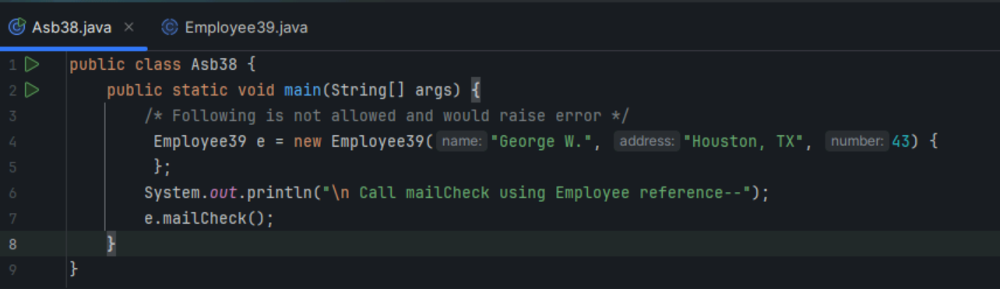 Asb38.java × Employee39.java
1 public class Asb38 {
2 public static void main(String[] args) {
3 /* Following is not allowed and would raise error */
4 Employee39 e = new Employee39( name: "George W.", address: "Houston, TX", number: 43) {
5 };
6 System.out.println("\n Call mailCheck using Employee reference--");
7 e.mailCheck();
8 }
9 }